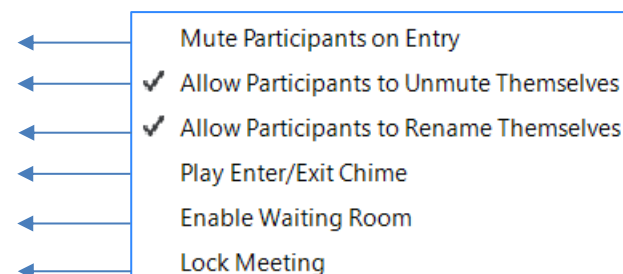 Mute Participants on Entry
✓ Allow Participants to Unmute Themselves
✓ Allow Participants to Rename Themselves
Play Enter/Exit Chime
Enable Waiting Room
Lock Meeting